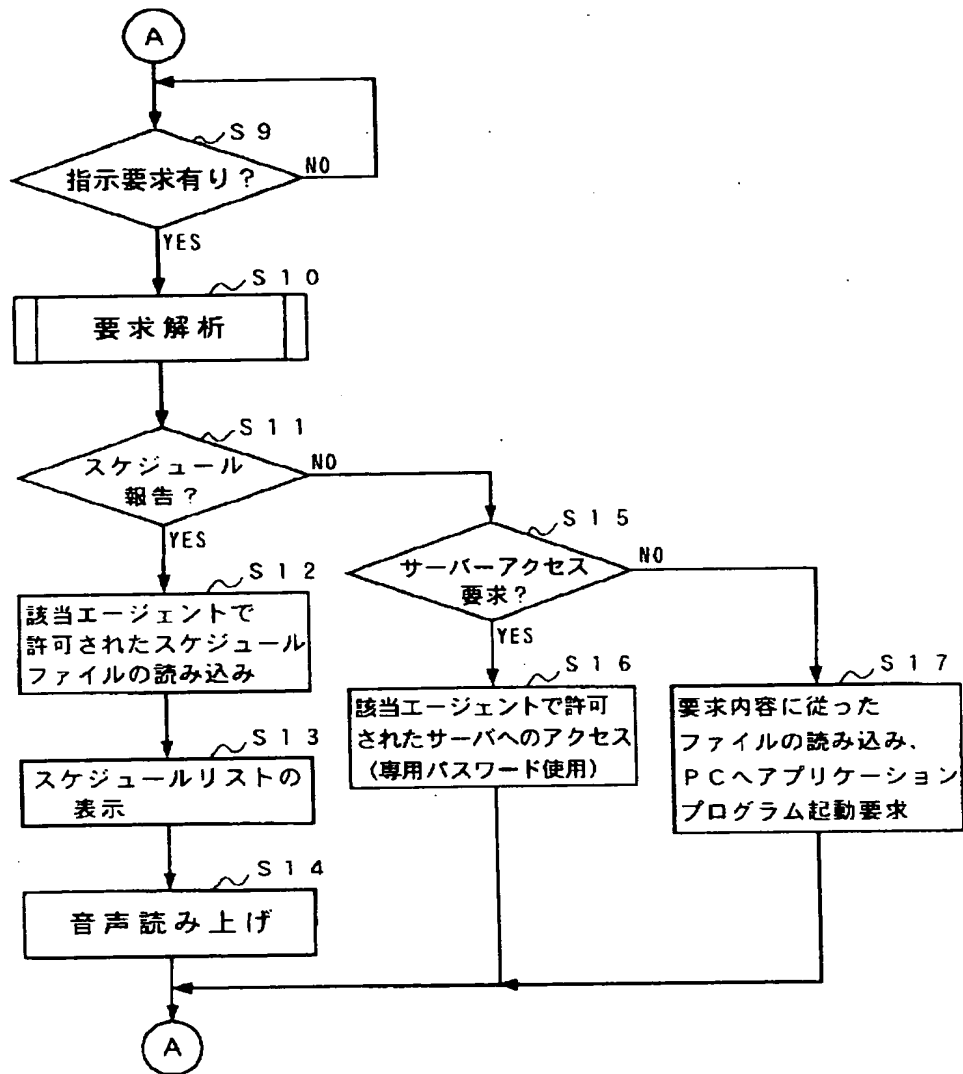 A
S9
指示要求有り？
NO
YES
S10
要求解析
S11
スケジュール
報告？
NO
YES
S12
該当エージェントで
許可されたスケジュール
ファイルの読み込み
S13
スケジュールリストの
表示
S14
音声読み上げ
S15
サーバーアクセス
要求？
NO
YES
S16
該当エージェントで許可
されたサーバへのアクセス
（専用パスワード使用）
S17
要求内容に従った
ファイルの読み込み、
PCへアプリケーション
プログラム起動要求
A